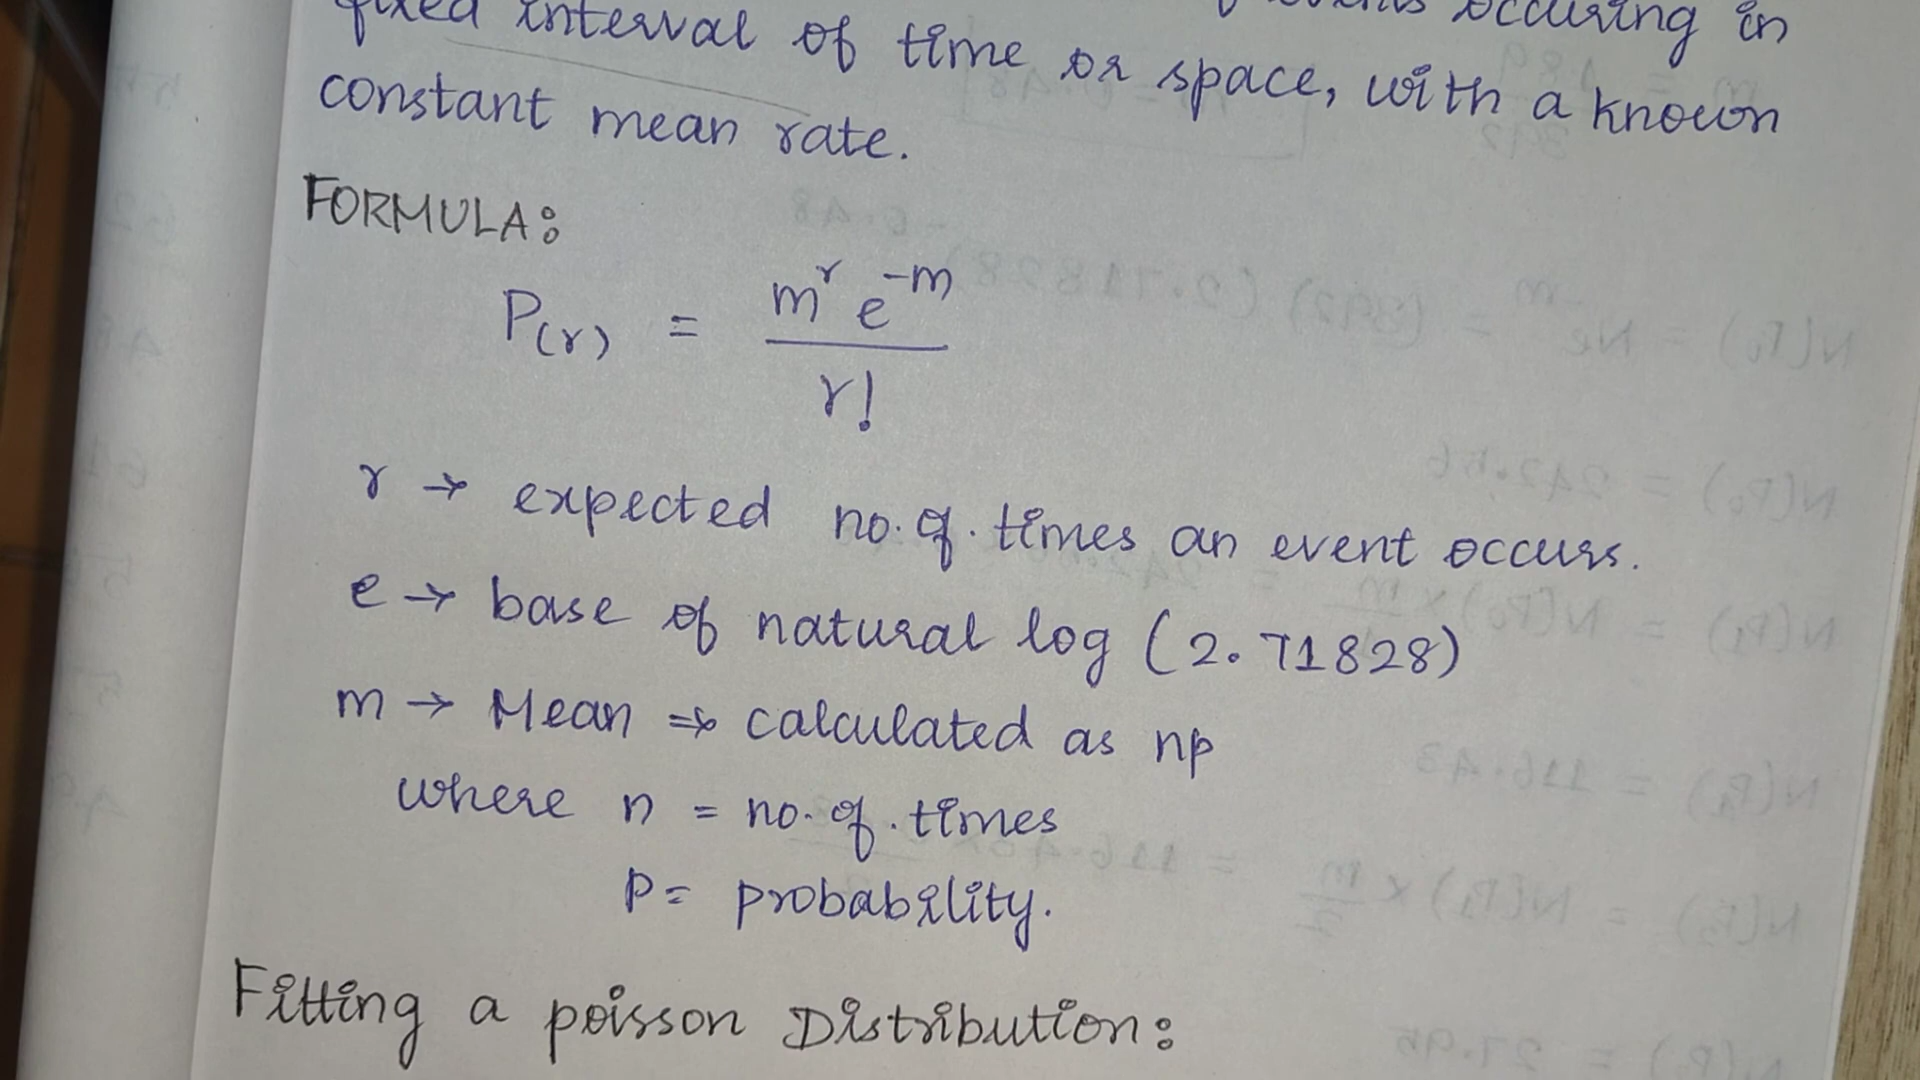 fixed interval of time or space, with a known
constant mean rate.
FORMULA:
P(r) = m^r e^-m / r!
r → expected no. of. times an event occurs.
e → base of natural log (2.71828)
m → Mean ⇒ calculated as np
where n = no. of. times
P = probability.
Fitting a poisson Distribution: